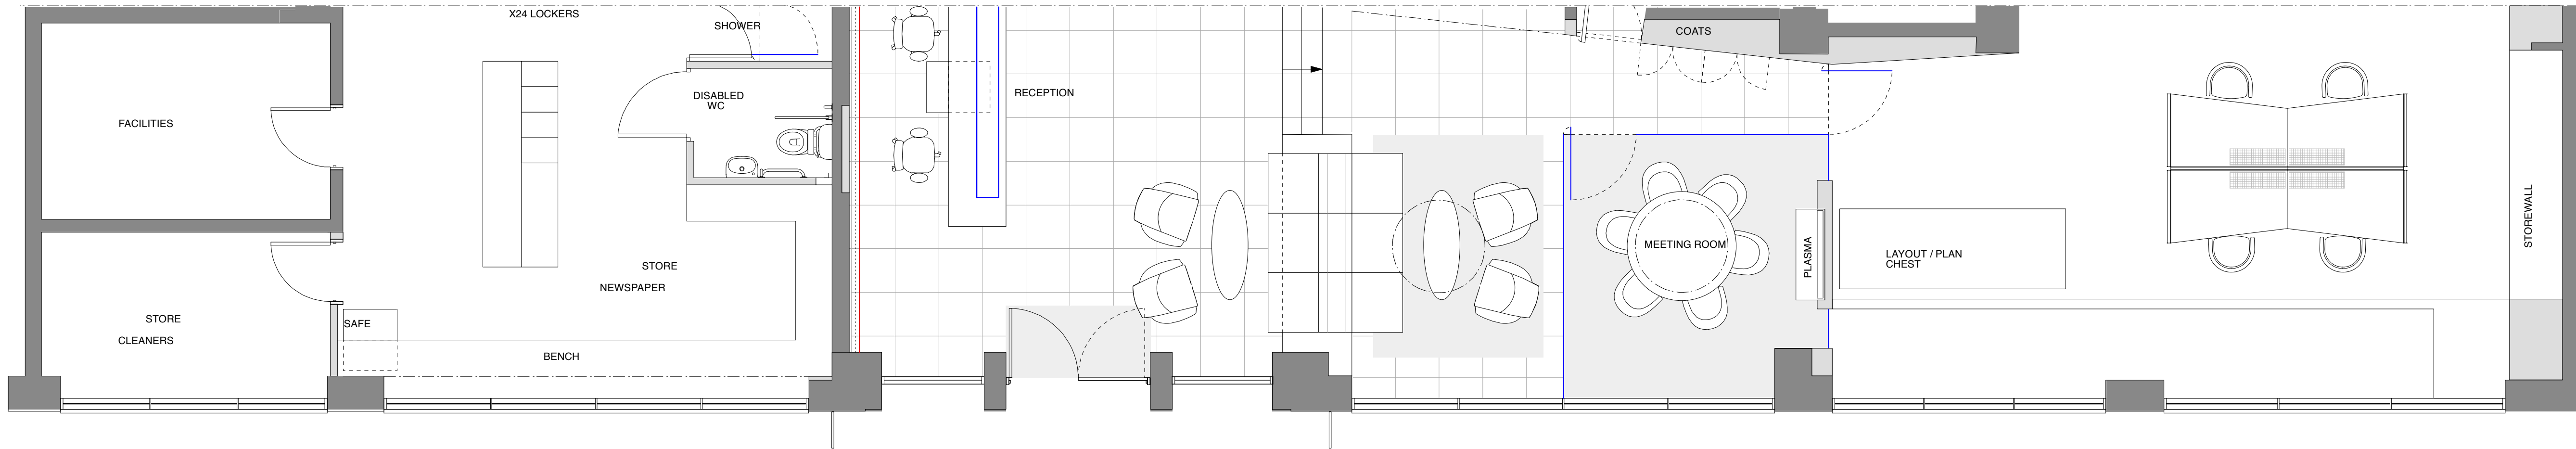 X24 LOCKERS
SHOWER
COATS
FACILITIES
DISABLED
WC
RECEPTION
STORE
NEWSPAPER
STORE
CLEANERS
SAFE
BENCH
MEETING ROOM
PLASMA
LAYOUT / PLAN
CHEST
STOREWALL